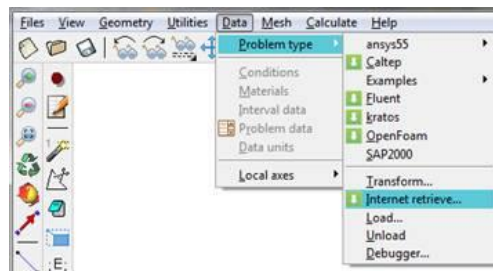 Files View Geometry Utilities Data Mesh Calculate Help
Problem type
Conditions
Materials
Interval data
Problem data
Data units
Local axes
ansys55
Caltep
Examples
Fluent
kratos
OpenFoam
SAP2000
Transform...
Internet retrieve...
Load...
Unload
Debugger...
:E: